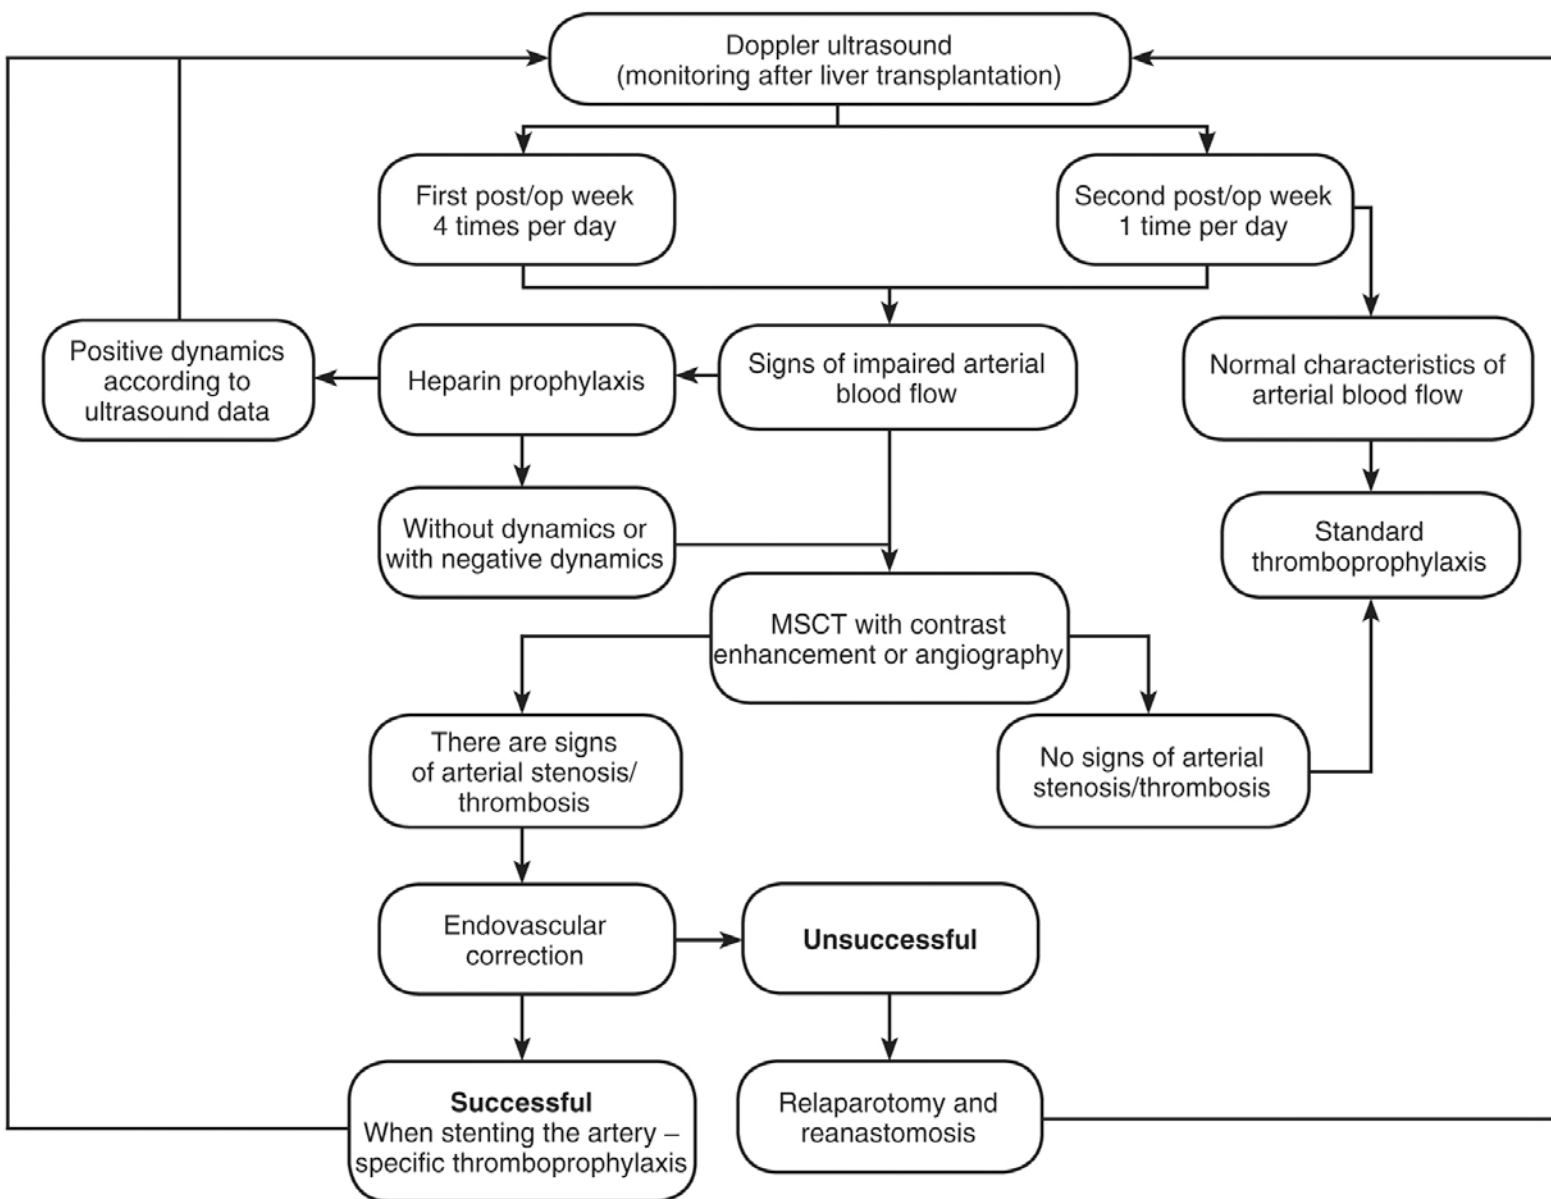 Doppler ultrasound
(monitoring after liver transplantation)
First post/op week
4 times per day
Second post/op week
1 time per day
Positive dynamics
according to
ultrasound data
Heparin prophylaxis
Signs of impaired arterial
blood flow
Normal characteristics of
arterial blood flow
Without dynamics or
with negative dynamics
Standard
thromboprophylaxis
MSCT with contrast
enhancement or angiography
There are signs
of arterial stenosis/
thrombosis
No signs of arterial
stenosis/thrombosis
Endovascular
correction
Unsuccessful
Successful
When stenting the artery –
specific thromboprophylaxis
Relaparotomy and
reanastomosis